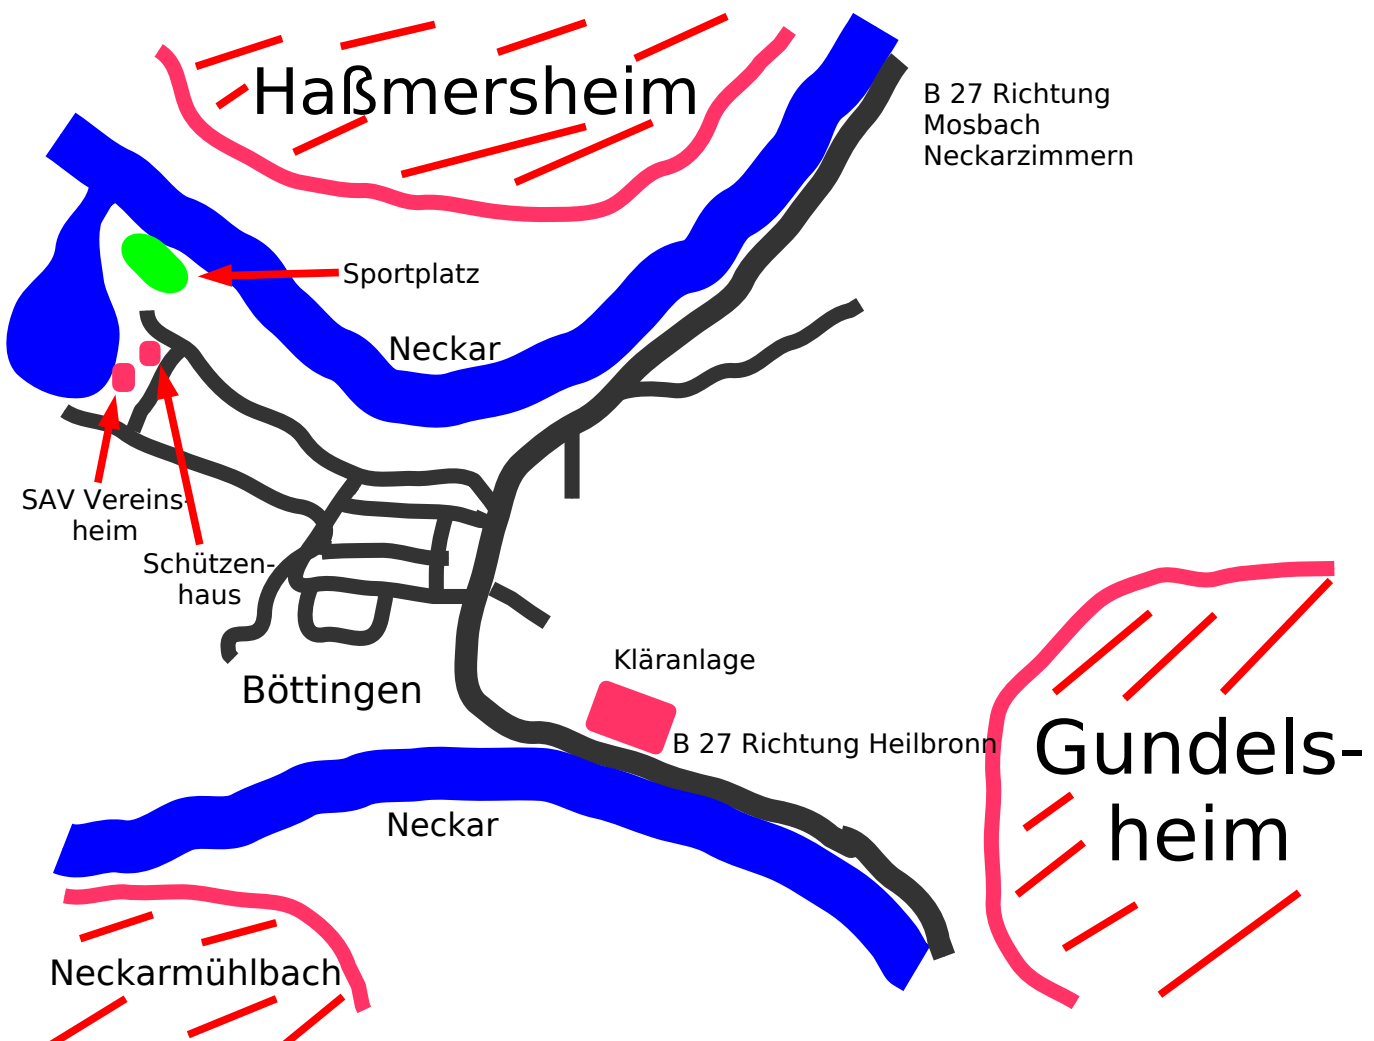 Haßmersheim
B 27 Richtung
Mosbach
Neckarzimmern
Sportplatz
Neckar
SAV Vereins-
heim
Schützen-
haus
Kläranlage
Böttingen
B 27 Richtung Heilbronn
Gundels-
heim
Neckar
Neckarmühlbach